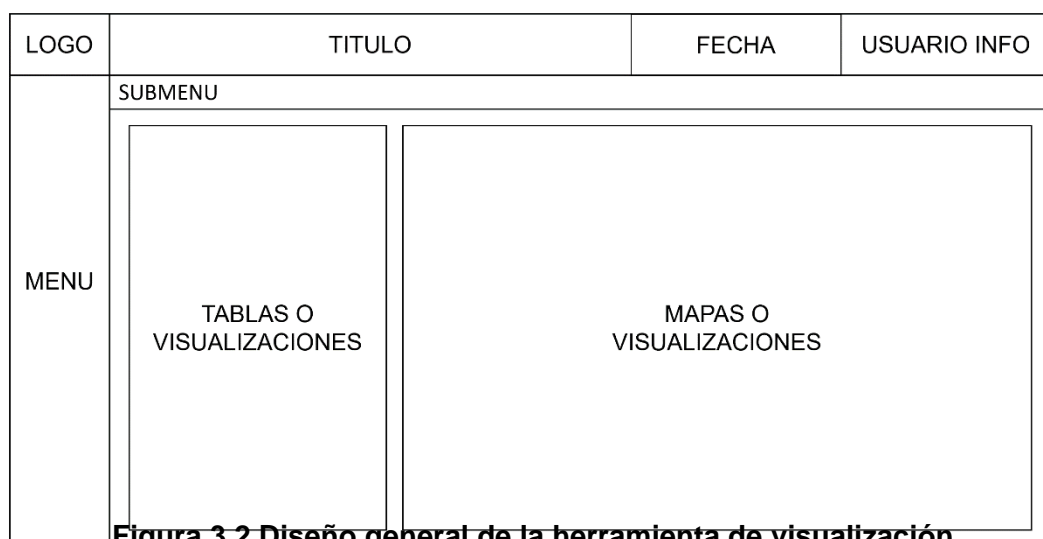 LOGO
TITULO
FECHA
USUARIO INFO
SUBMENU
MENU
TABLAS O
VISUALIZACIONES
MAPAS O
VISUALIZACIONES
Figura 3.2 Diseño general de la herramienta de visualización